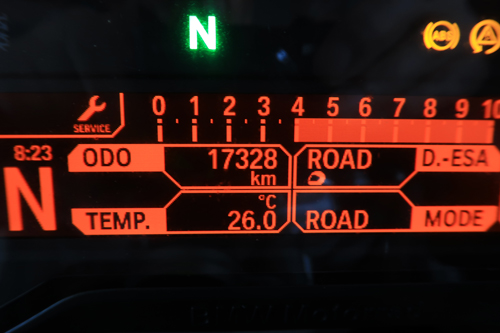 N
ABS
SERVICE
0 1 2 3 4 5 6 7 8 9 10
8:23
N
ODO 17328 km
ROAD D.-ESA
TEMP. °C 26.0
ROAD MODE